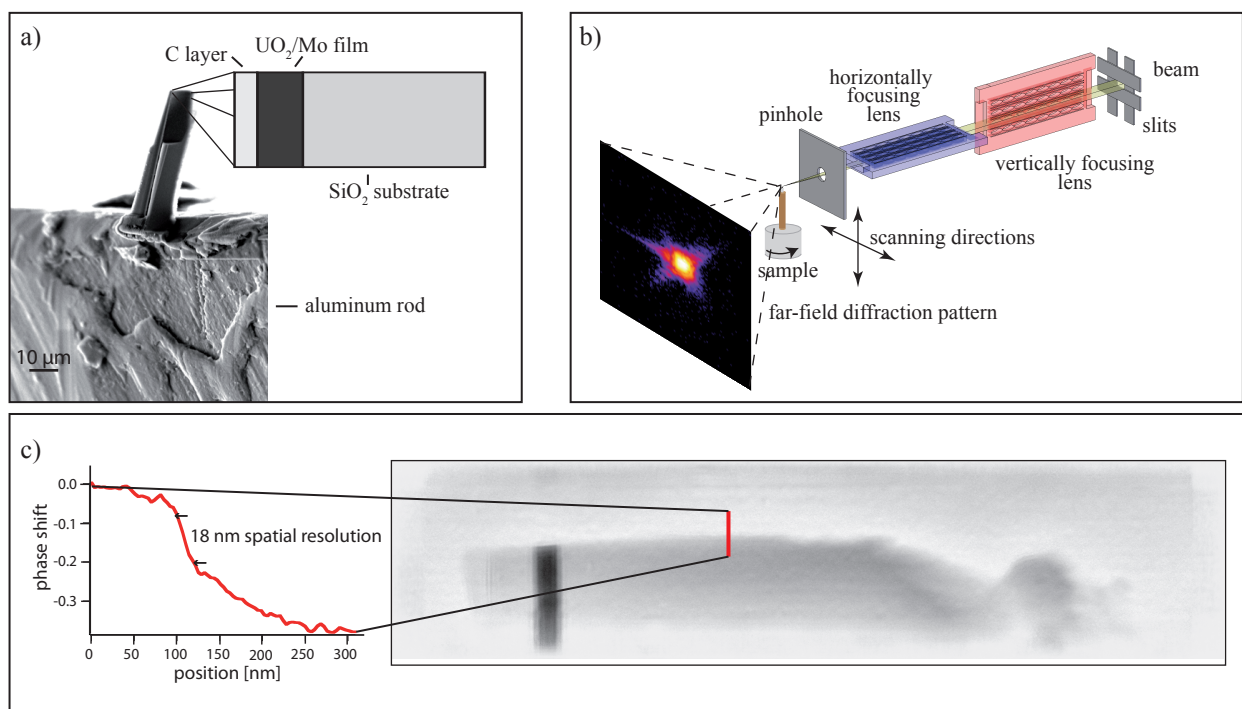 a)
C layer
UO₂/Mo film
SiO₂ substrate
aluminum rod
10 µm
b)
horizontally
focusing
lens
beam
pinhole
slits
vertically focusing
lens
scanning directions
sample
far-field diffraction pattern
c)
0.0
-0.1
-0.2
-0.3
phase shift
18 nm spatial resolution
0
50
100
150
200
250
300
position [nm]